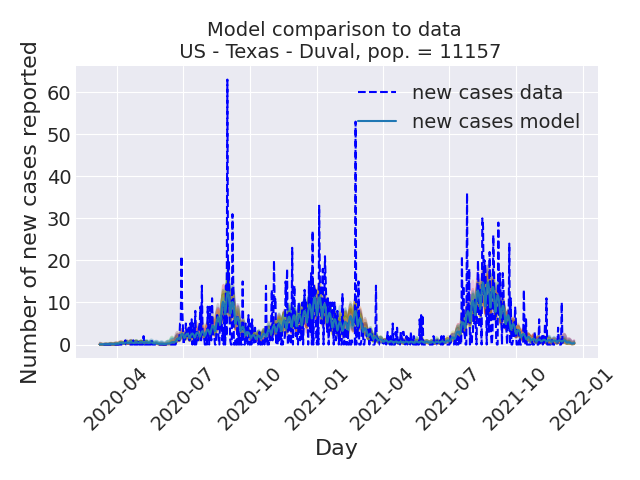 Model comparison to data
US - Texas - Duval, pop. = 11157
Number of new cases reported
60
50
40
30
20
10
0
new cases data
new cases model
2020-04
2020-07
2020-10
2021-01
2021-04
2021-07
2021-10
2022-01
Day